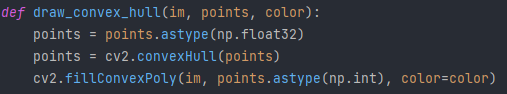 def draw_convex_hull(im, points, color):
    points = points.astype(np.float32)
    points = cv2.convexHull(points)
    cv2.fillConvexPoly(im, points.astype(np.int), color=color)